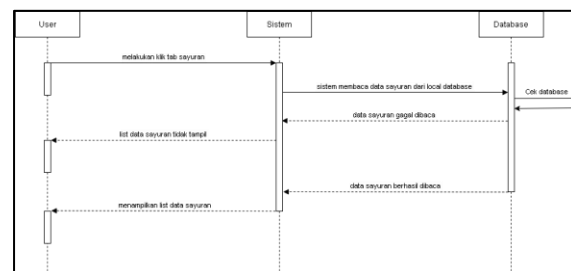 User
Sistem
Database
melakukan klik tab sayuran
sistem membaca data sayuran dari local database
Cek database
data sayuran gagal dibaca
list data sayuran tidak tampil
data sayuran berhasil dibaca
menampilkan list data sayuran